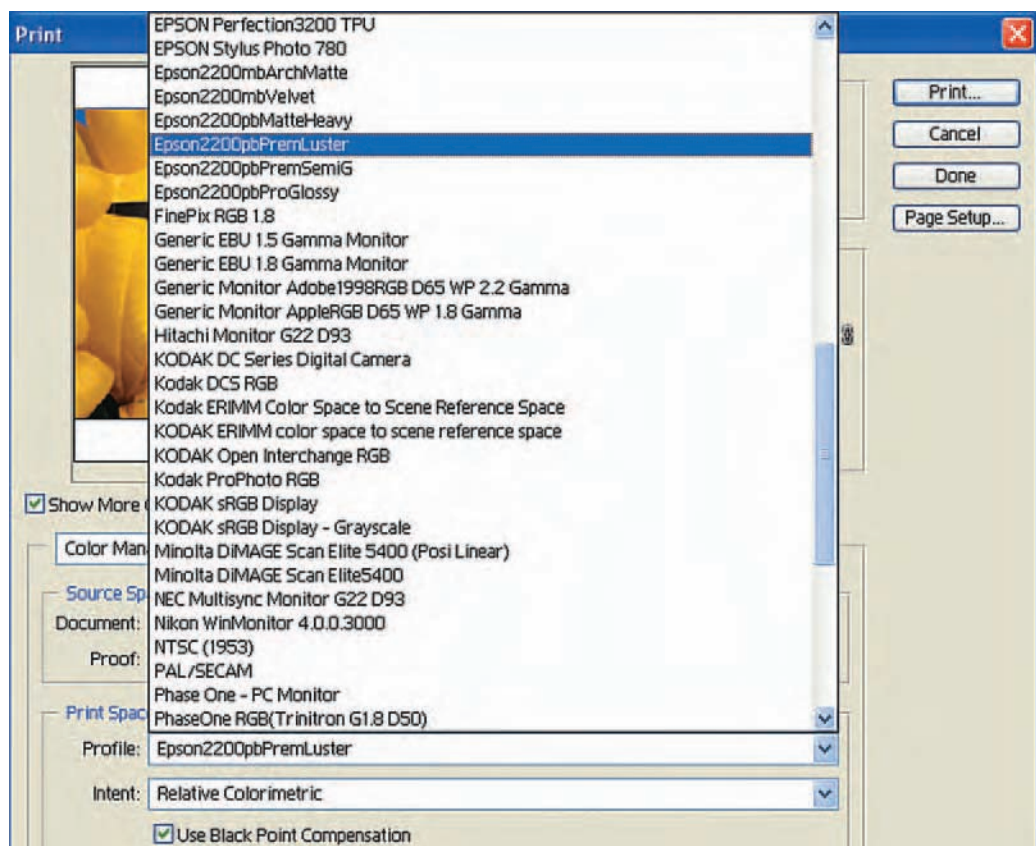 Print
EPSON Perfection3200 TPU
EPSON Stylus Photo 780
Epson2200mbArchMatte
Epson2200mbVelvet
Epson2200pbMatteHeavy
Epson2200pbPremLuster
Epson2200pbPremSemiG
Epson2200pbProGlossy
FinePix RGB 1.8
Generic EBU 1.5 Gamma Monitor
Generic EBU 1.8 Gamma Monitor
Generic Monitor Adobe1998RGB D65 WP 2.2 Gamma
Generic Monitor AppleRGB D65 WP 1.8 Gamma
Hitachi Monitor G22 D93
KODAK DC Series Digital Camera
Kodak DCS RGB
Kodak ERIMM Color Space to Scene Reference Space
KODAK ERIMM color space to scene reference space
KODAK Open Interchange RGB
Kodak ProPhoto RGB
KODAK sRGB Display
KODAK sRGB Display - Grayscale
Minolta DiMAGE Scan Elite 5400 (Posi Linear)
Minolta DiMAGE Scan Elite5400
NEC Multisync Monitor G22 D93
Nikon WinMonitor 4.0.0.3000
NTSC (1953)
PAL/SECAM
Phase One - PC Monitor
PhaseOne RGB(Trinitron G1.8 D50)
Print...
Cancel
Done
Page Setup...
Show More
Color Man
Source Sp
Document:
Proof:
Print Spac
Profile: Epson2200pbPremLuster
Intent: Relative Colorimetric
Use Black Point Compensation